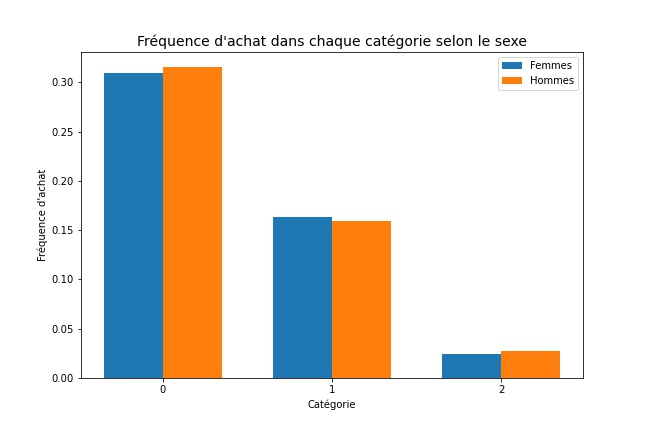 Fréquence d'achat dans chaque catégorie selon le sexe
Femmes
Hommes
Fréquence d'achat
0.30
0.25
0.20
0.15
0.10
0.05
0.00
0
1
2
Catégorie